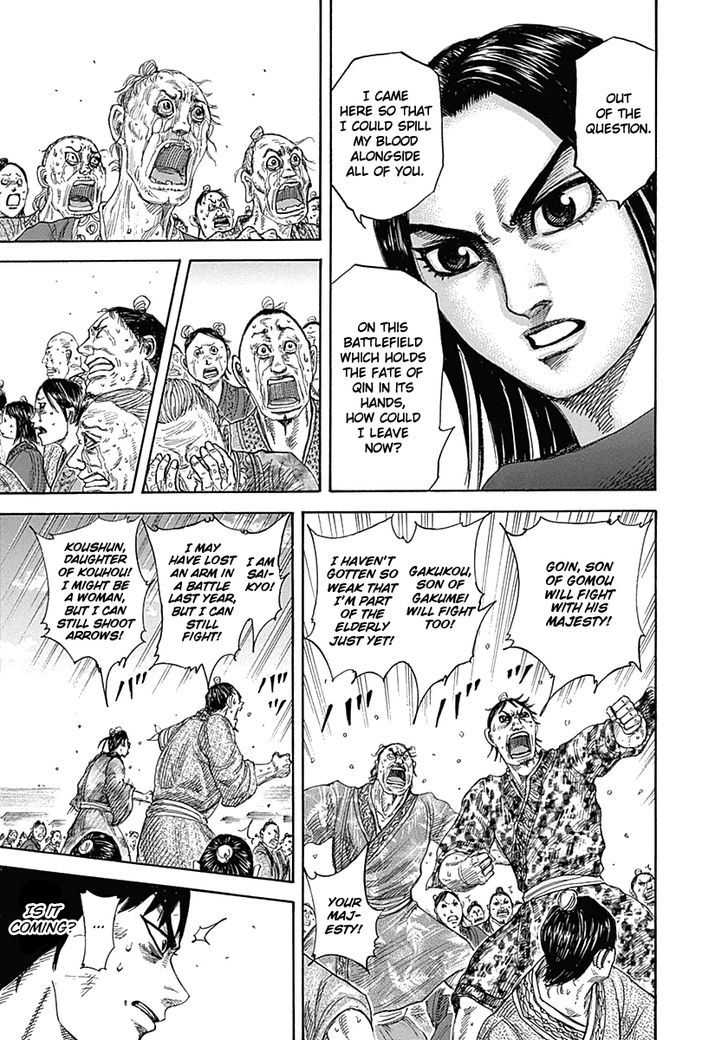 OUT
OF THE
QUESTION.
I CAME
HERE SO THAT
I COULD SPILL
MY BLOOD
ALONGSIDE
ALL OF YOU.
ON THIS
BATTLEFIELD
WHICH HOLDS
THE FATE OF
QIN IN ITS
HANDS,
HOW COULD
I LEAVE
NOW?
GOIN, SON
OF GOMOU
WILL FIGHT
WITH HIS
MAJESTY!
GAKUKOU,
SON OF
GAKUMEI
WILL FIGHT
TOO!
I HAVEN'T
GOTTEN SO
WEAK THAT
I'M PART
OF THE
ELDERLY
JUST YET!
YOUR
MAJ-
ESTY!
I AM
SAI-
KYO!
I MAY
HAVE LOST
AN ARM IN
A BATTLE
LAST YEAR,
BUT I CAN
STILL
FIGHT!
KOUSHUN,
DAUGHTER
OF KOUHOU!
I MIGHT BE
A WOMAN,
BUT I CAN
STILL SHOOT
ARROWS!
...
IS IT
COMING?